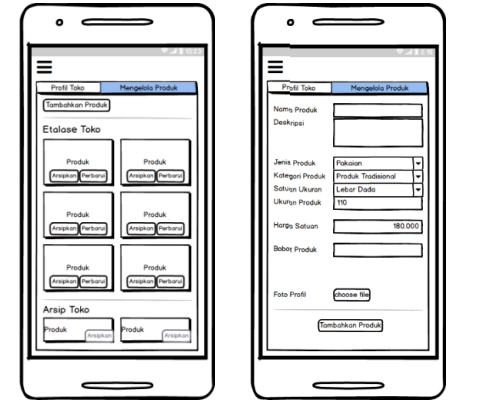 Profil Toko Mengelola Produk
Tambahkan Produk
Etalase Toko
Produk Produk
Arsipkan Perbarui Arsipkan Perbarui
Produk Produk
Arsipkan Perbarui Arsipkan Perbarui
Produk Produk
Arsipkan Perbarui Arsipkan Perbarui
Arsip Toko
Produk Produk
Arsipkan Arsipkan
Profil Toko Mengelola Produk
Nama Produk
Deskripsi
Jenis Produk Pakaian
Kategori Produk Produk Tradisional
Satuan Ukuran Lebar Dada
Ukuran Produk 110
Harga Satuan 180.000
Bobot Produk
Foto Profil choose file
Tambahkan Produk